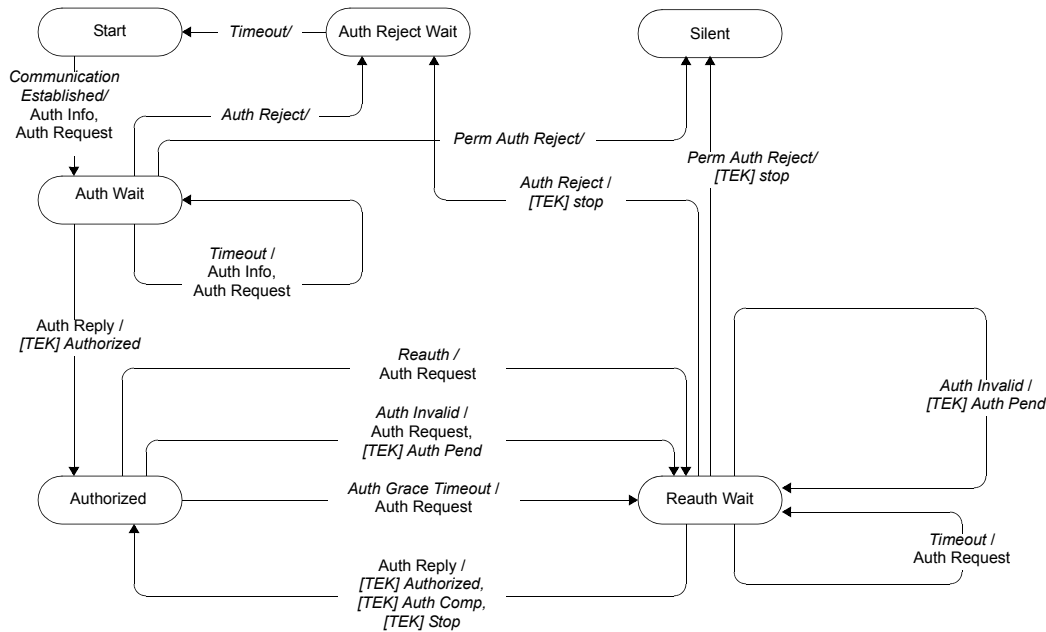 Start
Timeout/
Auth Reject Wait
Silent
Communication
Established/
Auth Info,
Auth Request
Auth Reject/
Perm Auth Reject/
Perm Auth Reject/
[TEK] stop
Auth Wait
Auth Reject /
[TEK] stop
Timeout /
Auth Info,
Auth Request
Auth Reply /
[TEK] Authorized
Reauth /
Auth Request
Auth Invalid /
[TEK] Auth Pend
Auth Invalid /
Auth Request,
[TEK] Auth Pend
Authorized
Auth Grace Timeout /
Auth Request
Reauth Wait
Timeout /
Auth Request
Auth Reply /
[TEK] Authorized,
[TEK] Auth Comp,
[TEK] Stop